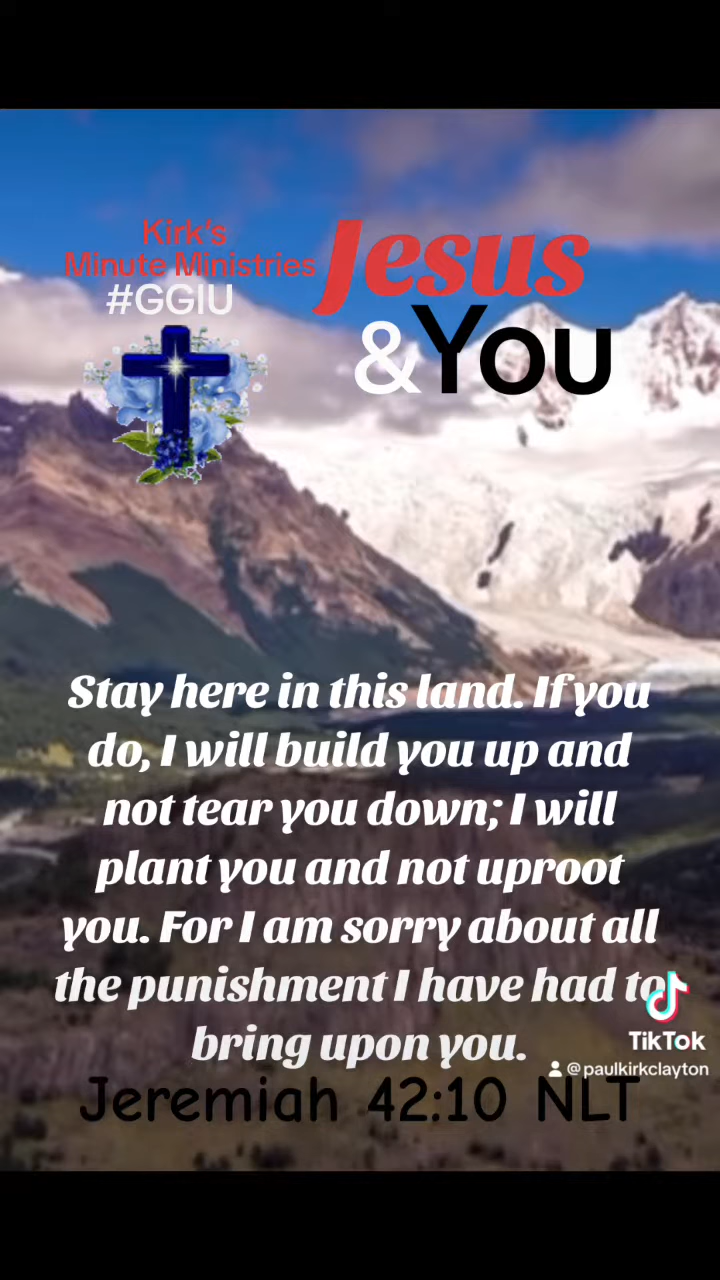 Kirk's
Minute Ministries
#GGIU
Jesus
&You
Stay here in this land. If you
do, I will build you up and
not tear you down; I will
plant you and not uproot
you. For I am sorry about all
the punishment I have had to
bring upon you.
Jeremiah 42:10 NLT
TikTok
@paulkirkclayton